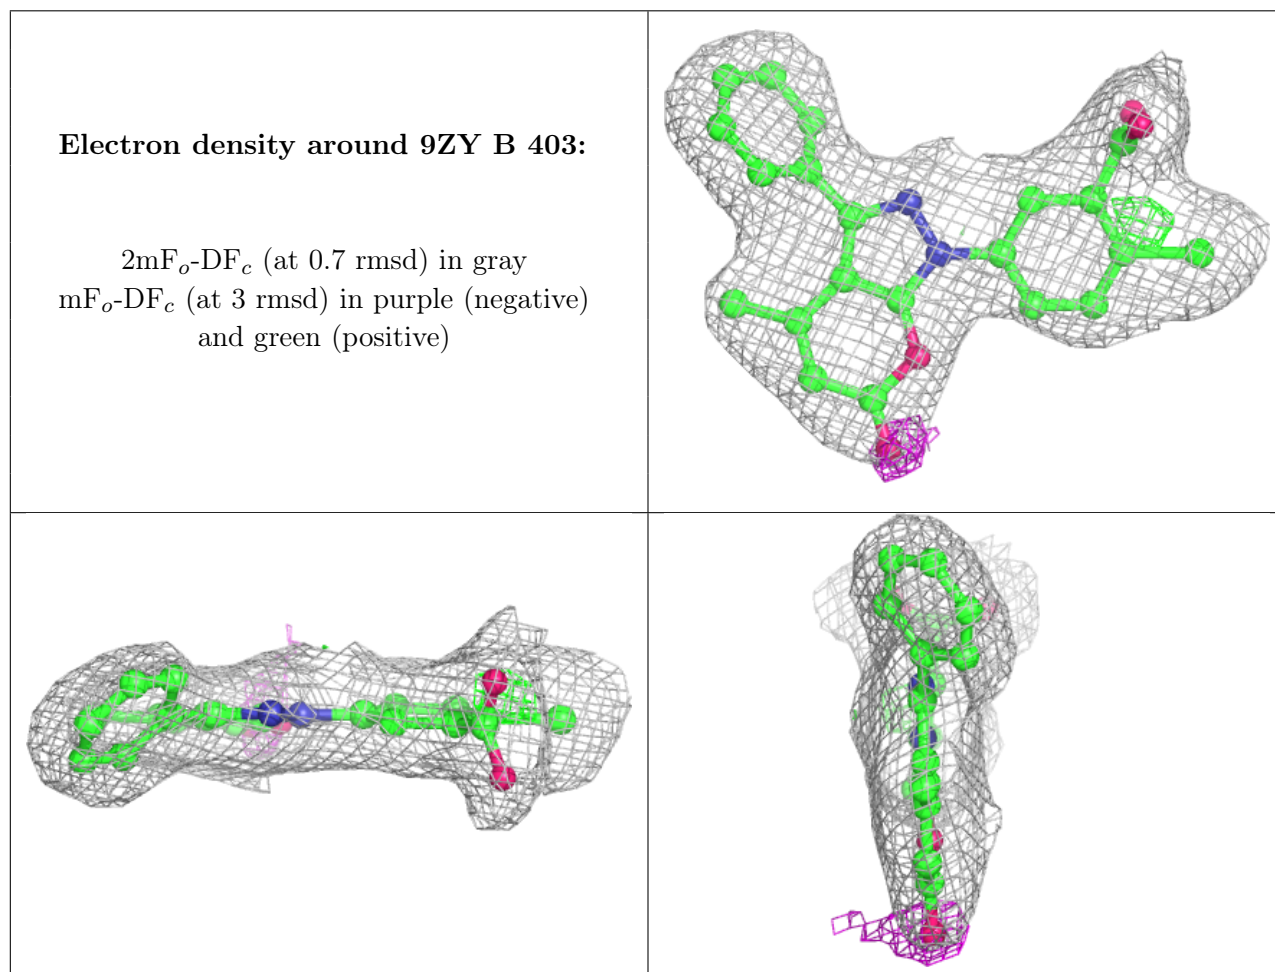 Electron density around 9ZY B 403:
2mFo-DFc (at 0.7 rmsd) in gray
mFo-DFc (at 3 rmsd) in purple (negative)
and green (positive)